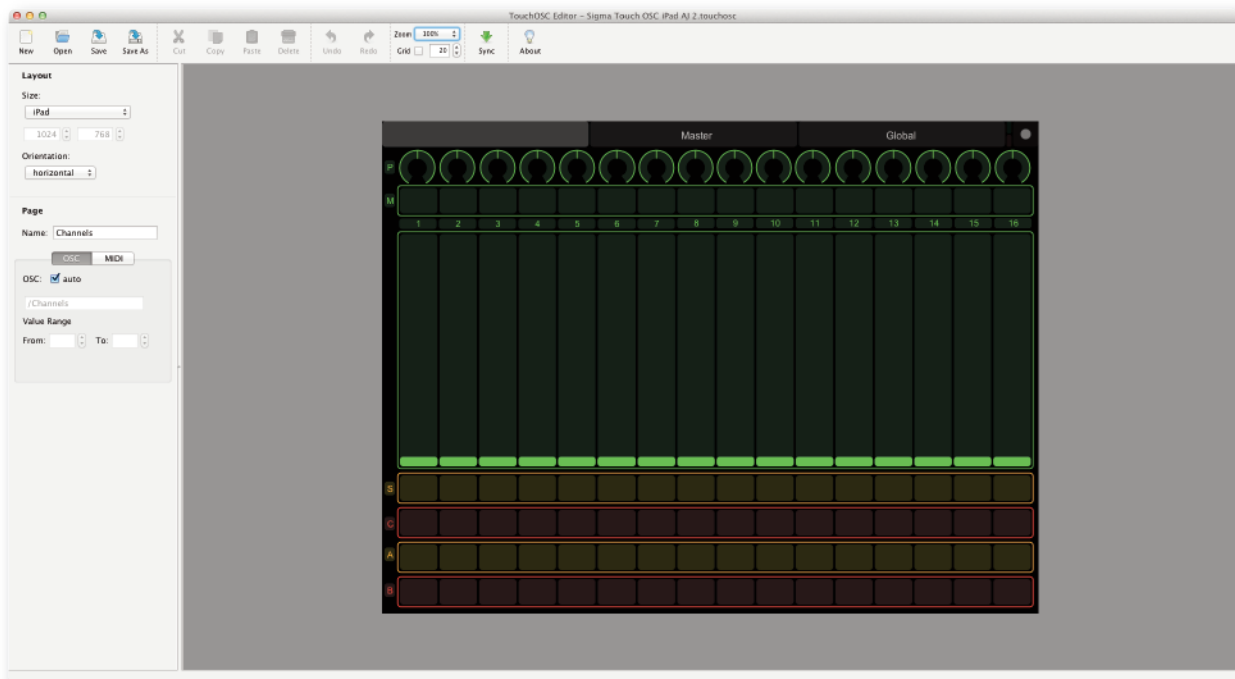 TouchOSC Editor – Sigma Touch OSC iPad AJ 2.touchosc
Zoom 100%
New Open Save Save As Cut Copy Paste Delete Undo Redo Grid 20 Sync About
Layout
Size:
iPad
1024 768
Orientation:
horizontal
Page
Name: Channels
OSC MIDI
OSC: auto
/Channels
Value Range
From: To:
Master Global
P
M
1 2 3 4 5 6 7 8 9 10 11 12 13 14 15 16
S
C
A
B